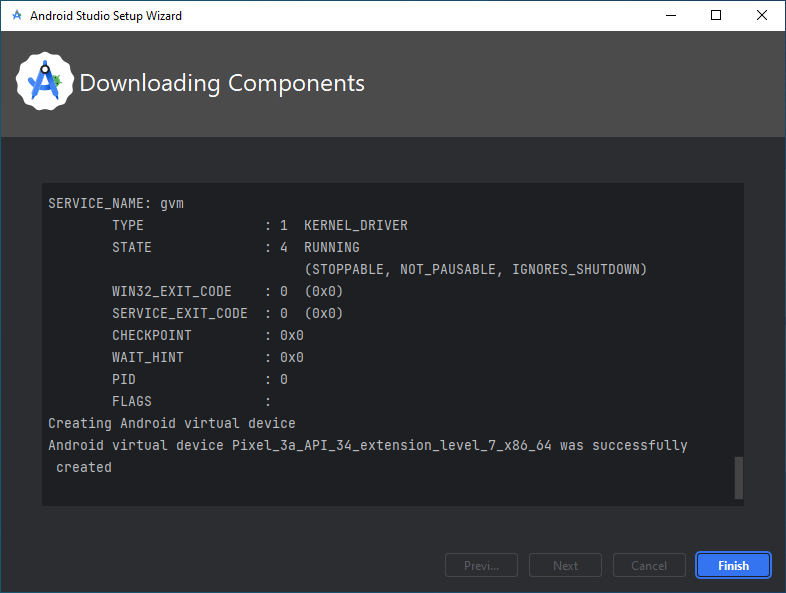 Android Studio Setup Wizard
Downloading Components
SERVICE_NAME: gvm
TYPE : 1 KERNEL_DRIVER
STATE : 4 RUNNING
(STOPPABLE, NOT_PAUSABLE, IGNORES_SHUTDOWN)
WIN32_EXIT_CODE : 0 (0x0)
SERVICE_EXIT_CODE : 0 (0x0)
CHECKPOINT : 0x0
WAIT_HINT : 0x0
PID : 0
FLAGS :
Creating Android virtual device
Android virtual device Pixel_3a_API_34_extension_level_7_x86_64 was successfully
created
Previ... Next Cancel Finish